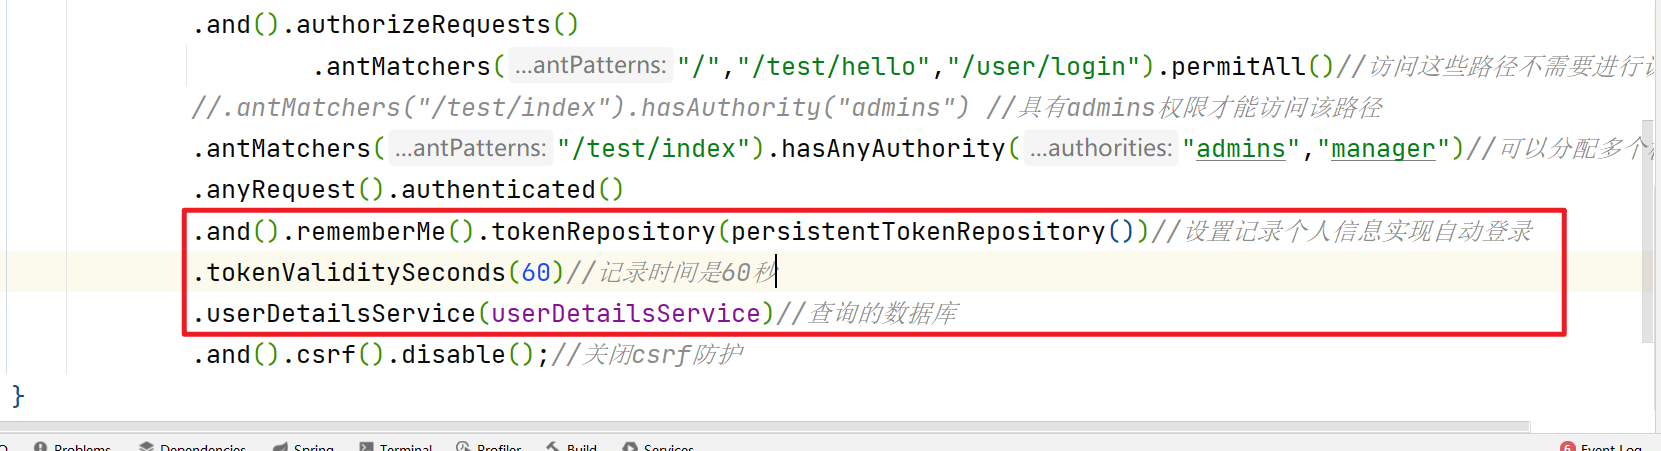 .and().authorizeRequests()
.antMatchers( ...antPatterns: "/","/test/hello","/user/login").permitAll()//访问这些路径不需要进行
//.antMatchers("/test/index").hasAuthority("admins") //具有admins权限才能访问该路径
.antMatchers( ...antPatterns: "/test/index").hasAnyAuthority( ...authorities: "admins","manager")//可以分配多个
.anyRequest().authenticated()
.and().rememberMe().tokenRepository(persistentTokenRepository())//设置记录个人信息实现自动登录
.tokenValiditySeconds(60)//记录时间是60秒
.userDetailsService(userDetailsService)//查询的数据库
.and().csrf().disable();//关闭csrf防护
}
Problems Dependencies Spring Terminal Profiler Build Services Event Log